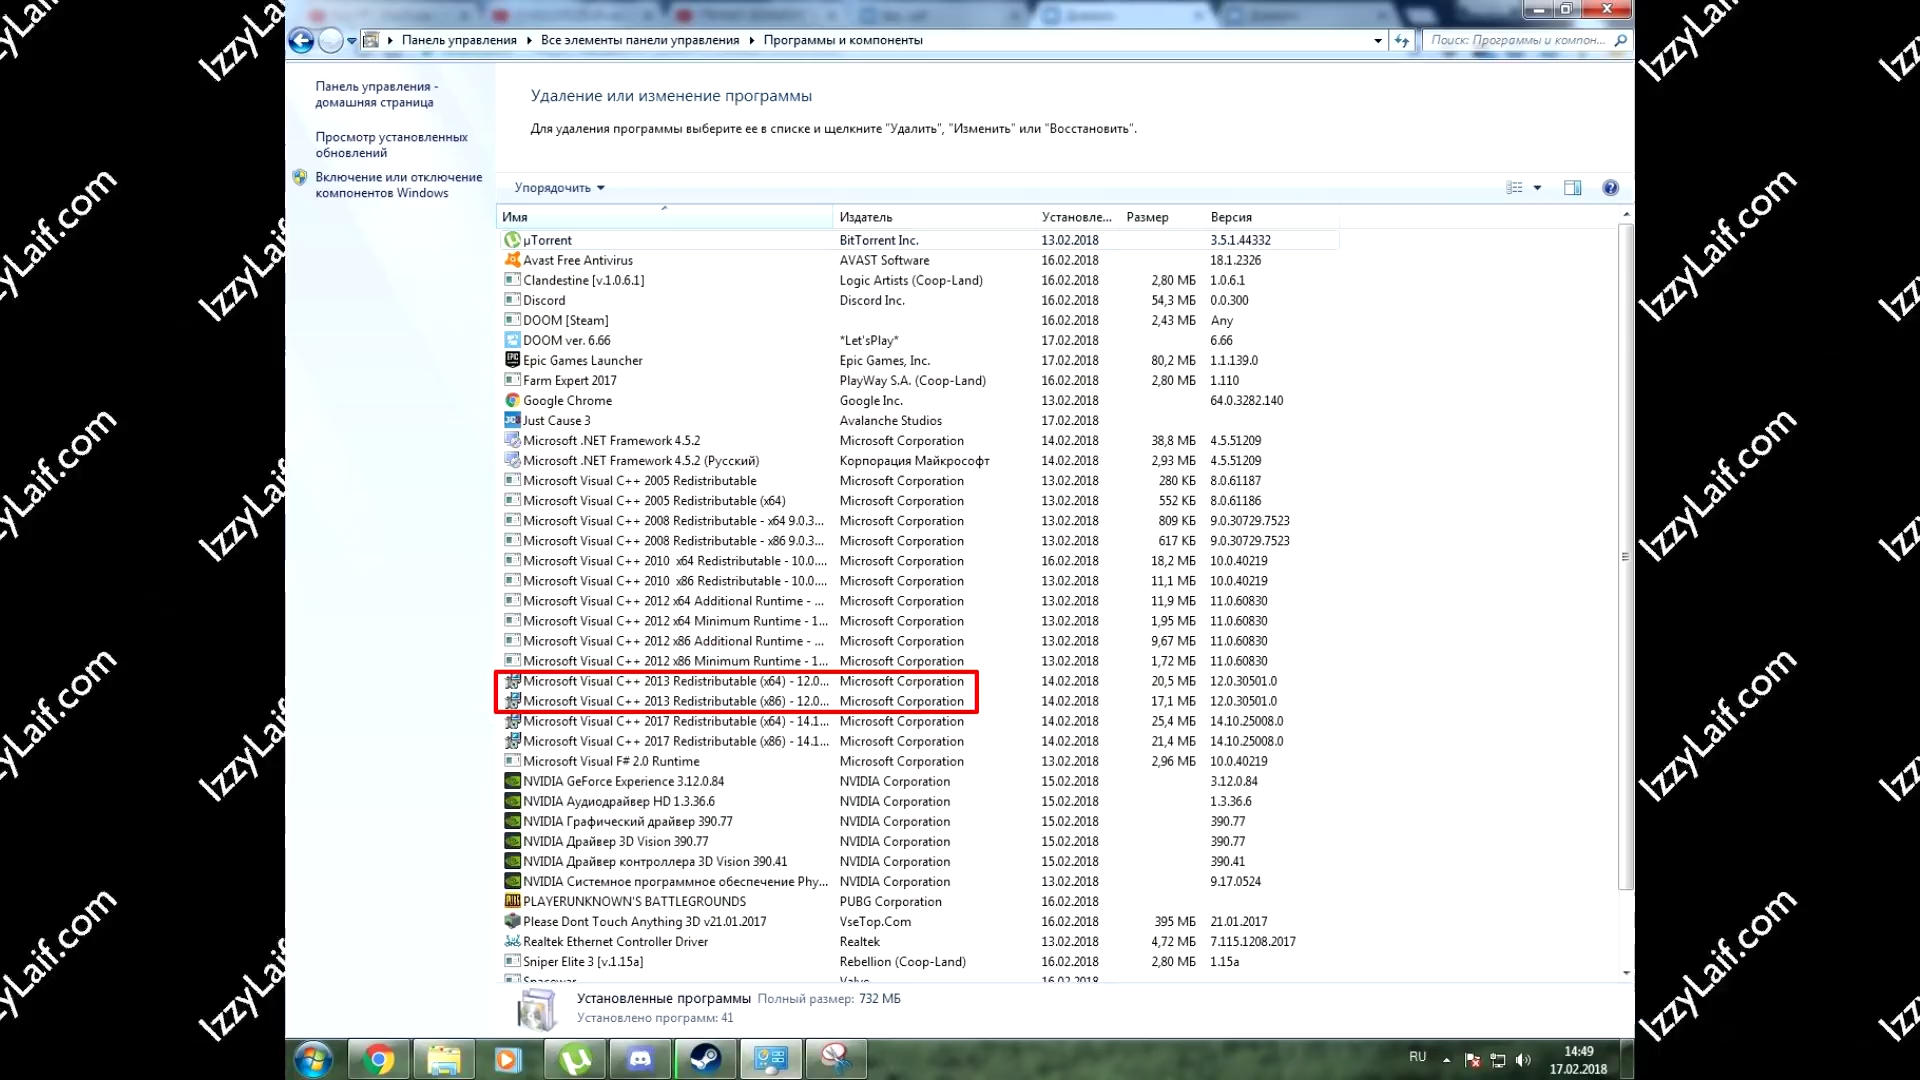 Панель управления
Все элементы панели управления
Программы и компоненты
Поиск: Программы и компон...
Панель управления -
домашняя страница
Просмотр установленных
обновлений
Включение или отключение
компонентов Windows
Удаление или изменение программы
Для удаления программы выберите ее в списке и щелкните "Удалить", "Изменить" или "Восстановить".
Упорядочить
Имя Издатель Установле... Размер Версия
µTorrent BitTorrent Inc. 13.02.2018 3.5.1.44332
Avast Free Antivirus AVAST Software 16.02.2018 18.1.2326
Clandestine [v.1.0.6.1] Logic Artists (Coop-Land) 16.02.2018 2,80 МБ 1.0.6.1
Discord Discord Inc. 16.02.2018 54,3 МБ 0.0.300
DOOM [Steam] 16.02.2018 2,43 МБ Any
DOOM ver. 6.66 *Let'sPlay* 17.02.2018 6.66
Epic Games Launcher Epic Games, Inc. 17.02.2018 80,2 МБ 1.1.139.0
Farm Expert 2017 PlayWay S.A. (Coop-Land) 16.02.2018 2,80 МБ 1.110
Google Chrome Google Inc. 13.02.2018 64.0.3282.140
Just Cause 3 Avalanche Studios 17.02.2018
Microsoft .NET Framework 4.5.2 Microsoft Corporation 14.02.2018 38,8 МБ 4.5.51209
Microsoft .NET Framework 4.5.2 (Русский) Корпорация Майкрософт 14.02.2018 2,93 МБ 4.5.51209
Microsoft Visual C++ 2005 Redistributable Microsoft Corporation 13.02.2018 280 КБ 8.0.61187
Microsoft Visual C++ 2005 Redistributable (x64) Microsoft Corporation 13.02.2018 552 КБ 8.0.61186
Microsoft Visual C++ 2008 Redistributable - x64 9.0.3... Microsoft Corporation 13.02.2018 809 КБ 9.0.30729.7523
Microsoft Visual C++ 2008 Redistributable - x86 9.0.3... Microsoft Corporation 13.02.2018 617 КБ 9.0.30729.7523
Microsoft Visual C++ 2010 x64 Redistributable - 10.0.... Microsoft Corporation 16.02.2018 18,2 МБ 10.0.40219
Microsoft Visual C++ 2010 x86 Redistributable - 10.0.... Microsoft Corporation 13.02.2018 11,1 МБ 10.0.40219
Microsoft Visual C++ 2012 x64 Additional Runtime - ... Microsoft Corporation 13.02.2018 11,9 МБ 11.0.60830
Microsoft Visual C++ 2012 x64 Minimum Runtime - 1... Microsoft Corporation 13.02.2018 1,95 МБ 11.0.60830
Microsoft Visual C++ 2012 x86 Additional Runtime - ... Microsoft Corporation 13.02.2018 9,67 МБ 11.0.60830
Microsoft Visual C++ 2012 x86 Minimum Runtime - 1... Microsoft Corporation 13.02.2018 1,72 МБ 11.0.60830
Microsoft Visual C++ 2013 Redistributable (x64) - 12.0... Microsoft Corporation 14.02.2018 20,5 МБ 12.0.30501.0
Microsoft Visual C++ 2013 Redistributable (x86) - 12.0... Microsoft Corporation 14.02.2018 17,1 МБ 12.0.30501.0
Microsoft Visual C++ 2017 Redistributable (x64) - 14.1... Microsoft Corporation 14.02.2018 25,4 МБ 14.10.25008.0
Microsoft Visual C++ 2017 Redistributable (x86) - 14.1... Microsoft Corporation 14.02.2018 21,4 МБ 14.10.25008.0
Microsoft Visual F# 2.0 Runtime Microsoft Corporation 13.02.2018 2,96 МБ 10.0.40219
NVIDIA GeForce Experience 3.12.0.84 NVIDIA Corporation 15.02.2018 3.12.0.84
NVIDIA Аудиодрайвер HD 1.3.36.6 NVIDIA Corporation 15.02.2018 1.3.36.6
NVIDIA Графический драйвер 390.77 NVIDIA Corporation 15.02.2018 390.77
NVIDIA Драйвер 3D Vision 390.77 NVIDIA Corporation 15.02.2018 390.77
NVIDIA Драйвер контроллера 3D Vision 390.41 NVIDIA Corporation 15.02.2018 390.41
NVIDIA Системное программное обеспечение Phy... NVIDIA Corporation 13.02.2018 9.17.0524
PLAYERUNKNOWN'S BATTLEGROUNDS PUBG Corporation 16.02.2018
Please Dont Touch Anything 3D v21.01.2017 VseTop.Com 16.02.2018 395 МБ 21.01.2017
Realtek Ethernet Controller Driver Realtek 13.02.2018 4,72 МБ 7.115.1208.2017
Sniper Elite 3 [v.1.15a] Rebellion (Coop-Land) 16.02.2018 2,80 МБ 1.15a
Spacewar Valve 16.02.2018
Установленные программы Полный размер: 732 МБ
Установлено программ: 41
RU
14:49
17.02.2018
IzzyLaif.com
IzzyLaif.com
IzzyLaif.com
IzzyLaif.com
IzzyLaif.com
IzzyLaif.com
IzzyLaif.com
IzzyLaif.com